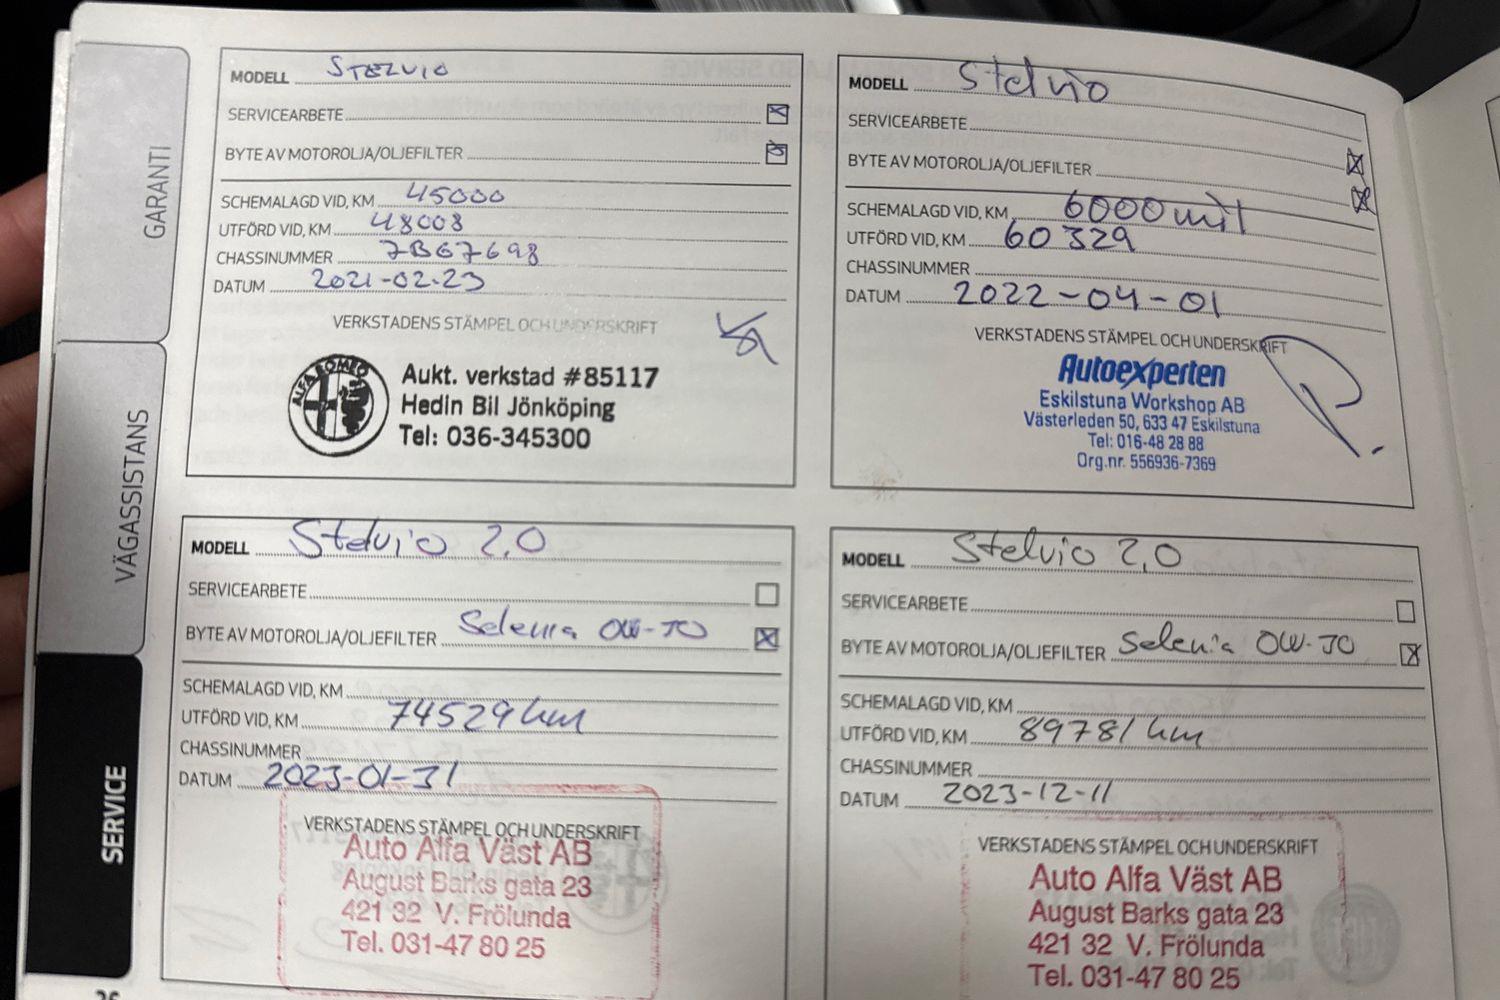 GARANTI
VÄGASSISTANS
SERVICE
MODELL Stelvio
SERVICEARBETE
BYTE AV MOTOROLJA/OLJEFILTER
SCHEMALAGD VID, KM 45000
UTFÖRD VID, KM 48008
CHASSINUMMER 7B67698
DATUM 2021-02-23
VERKSTADENS STÄMPEL OCH UNDERSKRIFT
ALFA ROMEO
Aukt. verkstad #85117
Hedin Bil Jönköping
Tel: 036-345300
MODELL Stelvio
SERVICEARBETE
BYTE AV MOTOROLJA/OLJEFILTER
SCHEMALAGD VID, KM 6000 mil
UTFÖRD VID, KM 60329
CHASSINUMMER
DATUM 2022-04-01
VERKSTADENS STÄMPEL OCH UNDERSKRIFT
Autoexperten
Eskilstuna Workshop AB
Västerleden 50, 633 47 Eskilstuna
Tel: 016-48 28 88
Org.nr. 556936-7369
MODELL Stelvio 2,0
SERVICEARBETE
BYTE AV MOTOROLJA/OLJEFILTER Selenia 0W-30
SCHEMALAGD VID, KM
UTFÖRD VID, KM 74529 km
CHASSINUMMER
DATUM 2023-01-31
VERKSTADENS STÄMPEL OCH UNDERSKRIFT
Auto Alfa Väst AB
August Barks gata 23
421 32 V. Frölunda
Tel. 031-47 80 25
MODELL Stelvio 2,0
SERVICEARBETE
BYTE AV MOTOROLJA/OLJEFILTER Selenia 0W-30
SCHEMALAGD VID, KM
UTFÖRD VID, KM 89781 km
CHASSINUMMER
DATUM 2023-12-11
VERKSTADENS STÄMPEL OCH UNDERSKRIFT
Auto Alfa Väst AB
August Barks gata 23
421 32 V. Frölunda
Tel. 031-47 80 25